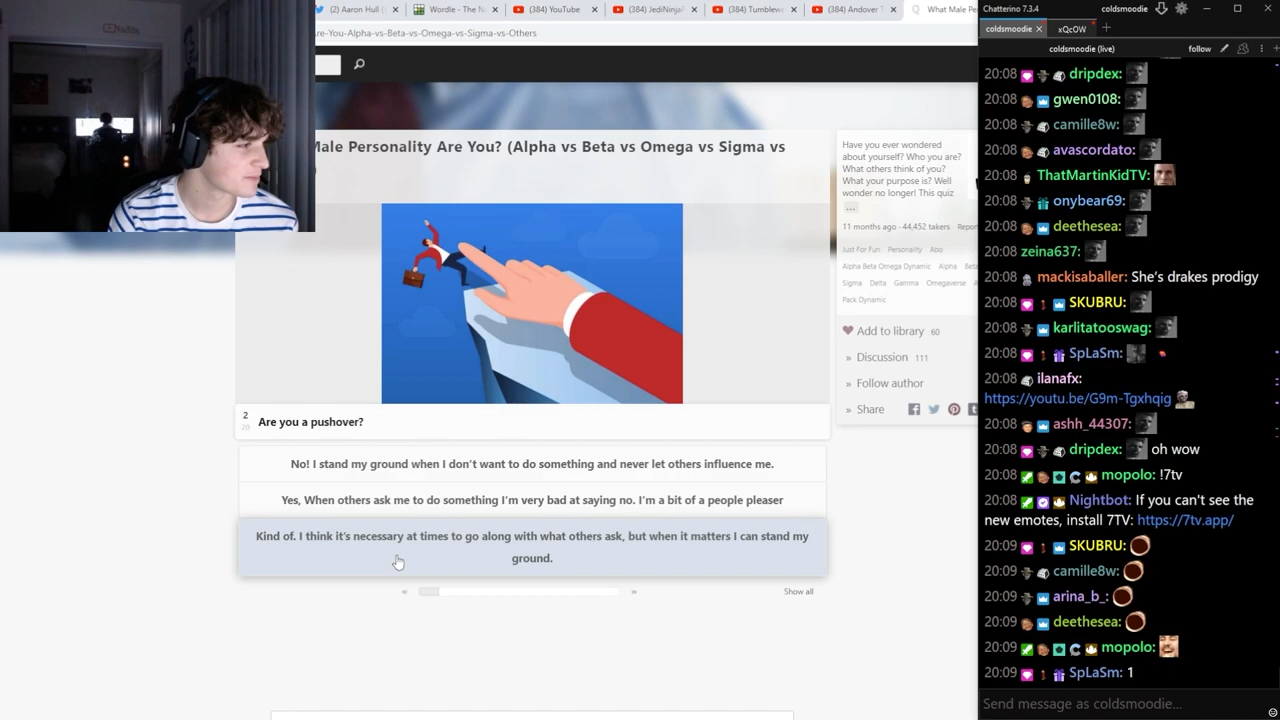 (2) Aaron Hull (
Wordle - The N
(384) YouTube
(384) JediNinja
(384) Tumblew
(384) Andover T
What Male Pe
re-You-Alpha-vs-Beta-vs-Omega-vs-Sigma-vs-Others
Male Personality Are You? (Alpha vs Beta vs Omega vs Sigma vs
Have you ever wondered
about yourself? Who you are?
What others think of you?
What your purpose is? Well
wonder no longer! This quiz
...
11 months ago · 44,452 takers Report
Just For Fun Personality Abo
Alpha Beta Omega Dynamic Alpha Beta
Sigma Delta Gamma Omegaverse A
Pack Dynamic
Add to library 60
» Discussion 111
» Follow author
» Share
2
20
Are you a pushover?
No! I stand my ground when I don't want to do something and never let others influence me.
Yes, When others ask me to do something I'm very bad at saying no. I'm a bit of a people pleaser
Kind of. I think it's necessary at times to go along with what others ask, but when it matters I can stand my
ground.
«
»
Show all
Chatterino 7.3.4
coldsmoodie
coldsmoodie
xQcOW
coldsmoodie (live)
follow
20:08 dripdex:
20:08 gwen0108:
20:08 camille8w:
20:08 avascordato:
20:08 ThatMartinKidTV:
20:08 onybear69:
20:08 deethesea:
20:08 zeina637:
20:08 mackisaballer: She's drakes prodigy
20:08 SKUBRU:
20:08 karlitatooswag:
20:08 SpLaSm:
20:08 ilanafx:
https://youtu.be/G9m-Tgxhqig
20:08 ashh_44307:
20:08 dripdex: oh wow
20:08 mopolo: !7tv
20:08 Nightbot: If you can't see the
new emotes, install 7TV: https://7tv.app/
20:09 SKUBRU:
20:09 camille8w:
20:09 arina_b_:
20:09 deethesea:
20:09 mopolo:
20:09 SpLaSm: 1
Send message as coldsmoodie...